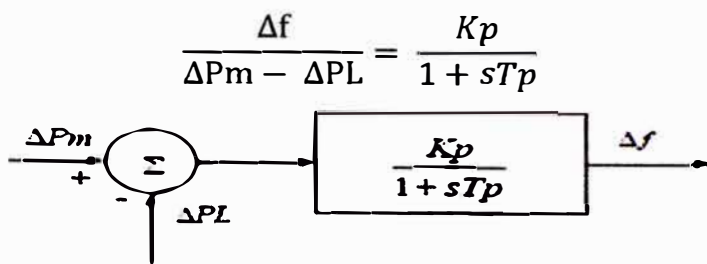 Δf / ΔPm − ΔPL = Kp / 1 + sTp
ΔPm
+
Σ
-
ΔPL
Kp / 1 + sTp
Δf